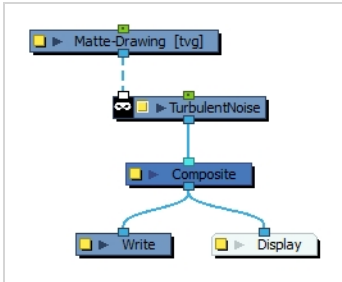 Matte-Drawing [tvg]
TurbulentNoise
Composite
Write
Display